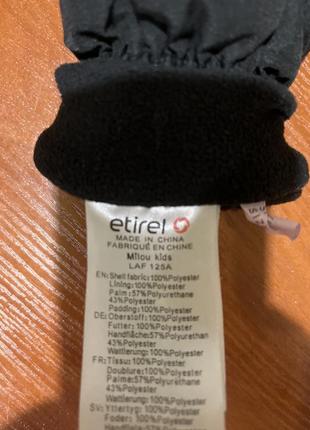 etirel
MADE IN CHINA
FABRIQUÉ EN CHINE
Milou kids
LAF 125A
EN:Shell fabric:100%Polyester
Lining:100%Polyester
Palm:57%Polyurethane
43%Polyester
Padding:100%Polyester
DE:Oberstoff:100%Polyester
Futter:100%Polyester
Handfläche:57%Polyurethan
43%Polyester
Wattierung:100%Polyester
FR:Tissu:100%Polyester
Doublure:100%Polyester
Palme:57%Polyuréthane
43%Polyester
Wattierung:100%Polyester
SV:Yttertyg:100%Polyester
Foder:100%Polyester